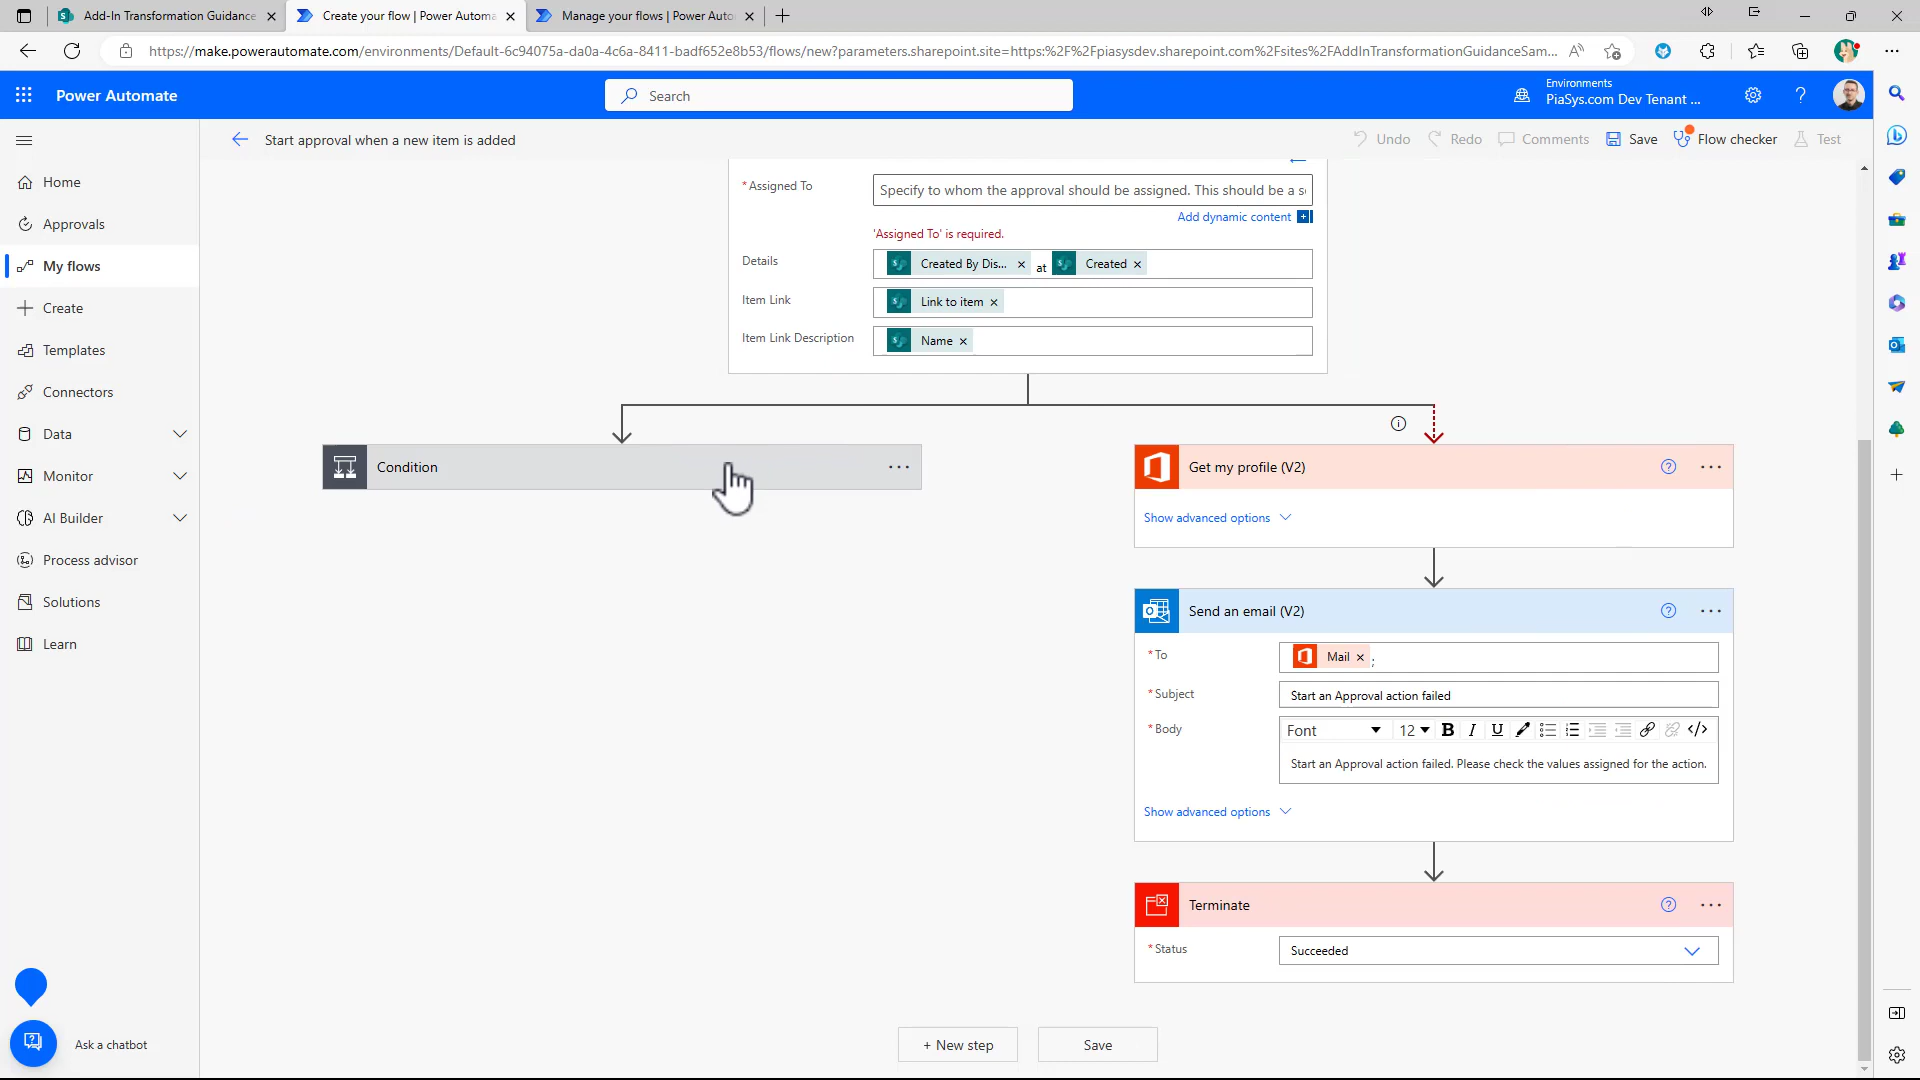 Add-In Transformation Guidance
Create your flow | Power Automa
Manage your flows | Power Auto
https://make.powerautomate.com/environments/Default-6c94075a-da0a-4c6a-8411-badf652e8b53/flows/new?parameters.sharepoint.site=https:%2F%2Fpiasysdev.sharepoint.com%2Fsites%2FAddInTransformationGuidanceSam...
Power Automate
Search
Environments
PiaSys.com Dev Tenant ...
Start approval when a new item is added
Undo
Redo
Comments
Save
Flow checker
Test
Home
Approvals
My flows
Create
Templates
Connectors
Data
Monitor
AI Builder
Process advisor
Solutions
Learn
Ask a chatbot
* Assigned To
Specify to whom the approval should be assigned. This should be a s
Add dynamic content
'Assigned To' is required.
Details
Created By Dis... × at Created ×
Item Link
Link to item ×
Item Link Description
Name ×
Condition
Get my profile (V2)
Show advanced options
Send an email (V2)
* To
Mail × ;
* Subject
Start an Approval action failed
* Body
Font
12
B I U
Start an Approval action failed. Please check the values assigned for the action.
Show advanced options
Terminate
* Status
Succeeded
+ New step
Save